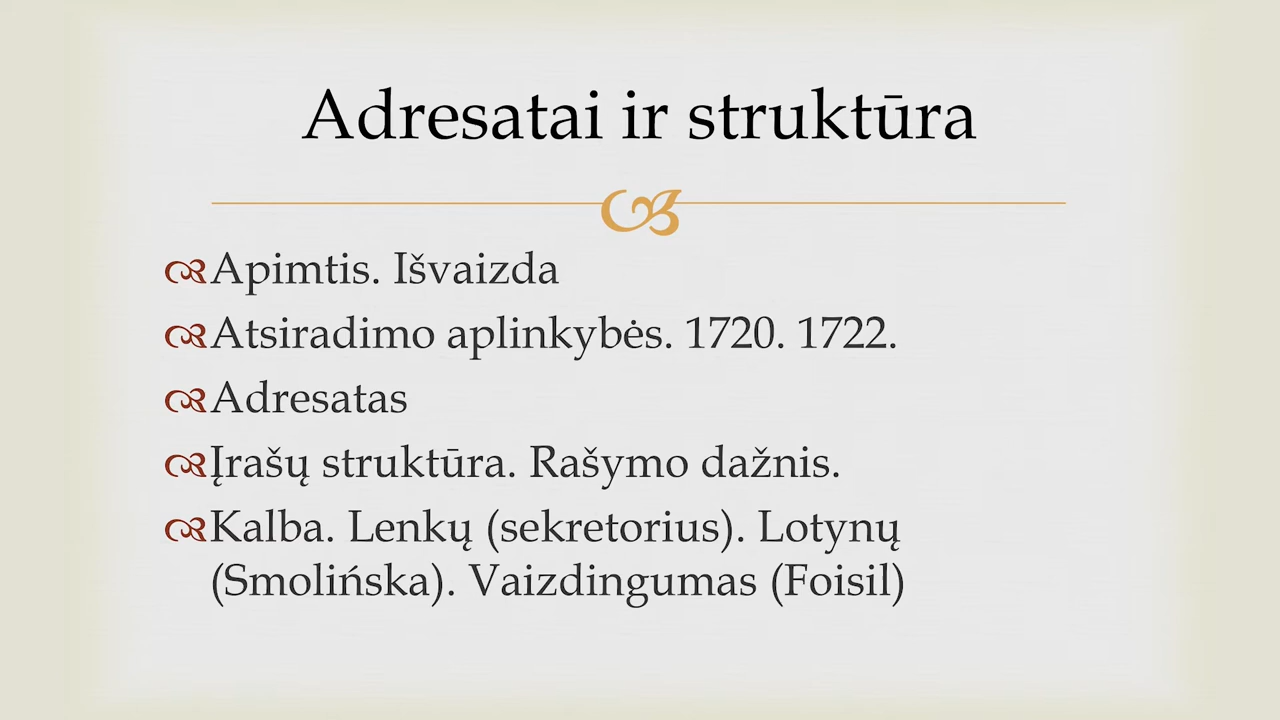 Adresatai ir struktūra
Apimtis. Išvaizda
Atsiradimo aplinkybės. 1720. 1722.
Adresatas
Įrašų struktūra. Rašymo dažnis.
Kalba. Lenkų (sekretorius). Lotynų
(Smolińska). Vaizdingumas (Foisil)